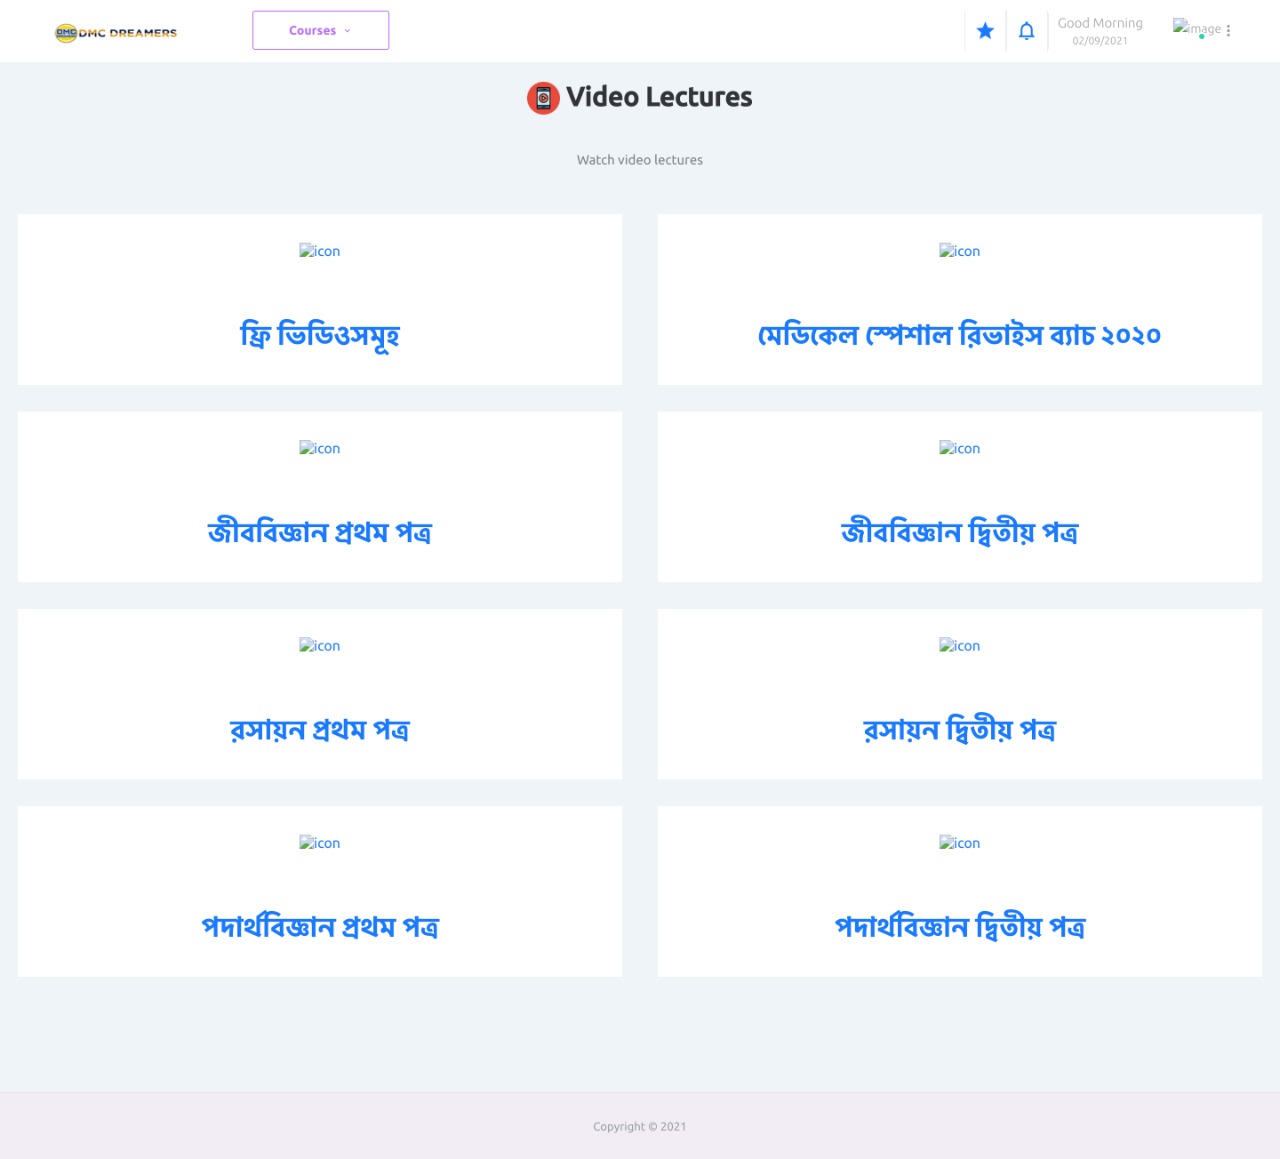 DMC DMC DREAMERS
Courses
Good Morning
02/09/2021
image
Video Lectures
Watch video lectures
icon
icon
ফ্রি ভিডিওসমূহ
মেডিকেল স্পেশাল রিভাইস ব্যাচ ২০২০
icon
icon
জীববিজ্ঞান প্রথম পত্র
জীববিজ্ঞান দ্বিতীয় পত্র
icon
icon
রসায়ন প্রথম পত্র
রসায়ন দ্বিতীয় পত্র
icon
icon
পদার্থবিজ্ঞান প্রথম পত্র
পদার্থবিজ্ঞান দ্বিতীয় পত্র
Copyright © 2021